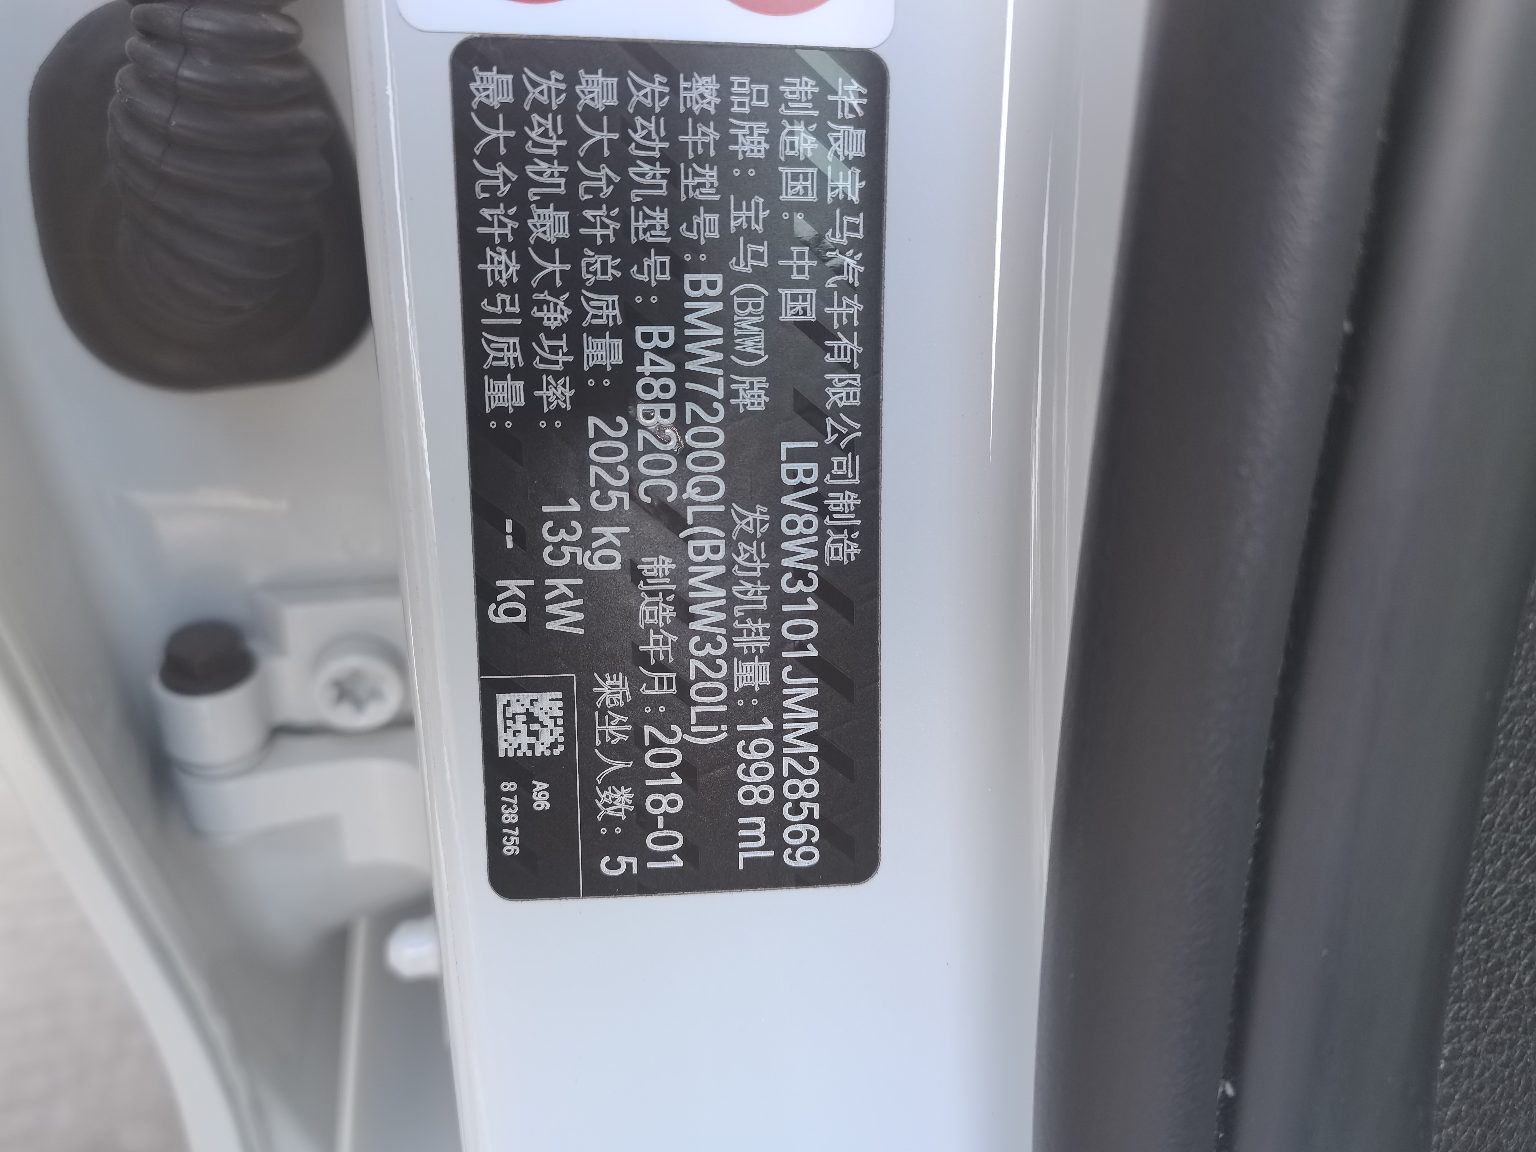 华晨宝马汽车有限公司制造
制造国：中国 LBV8W3101JMM28569
品牌：宝马(BMW)牌 发动机排量：1998 mL
整车型号：BMW7200QL(BMW320Li)
发动机型号：B48B20C 制造年月：2018-01
最大允许总质量：2025 kg 乘坐人数：5
发动机最大净功率：135 kW
最大允许牵引质量：-- kg
A96
8 738 756